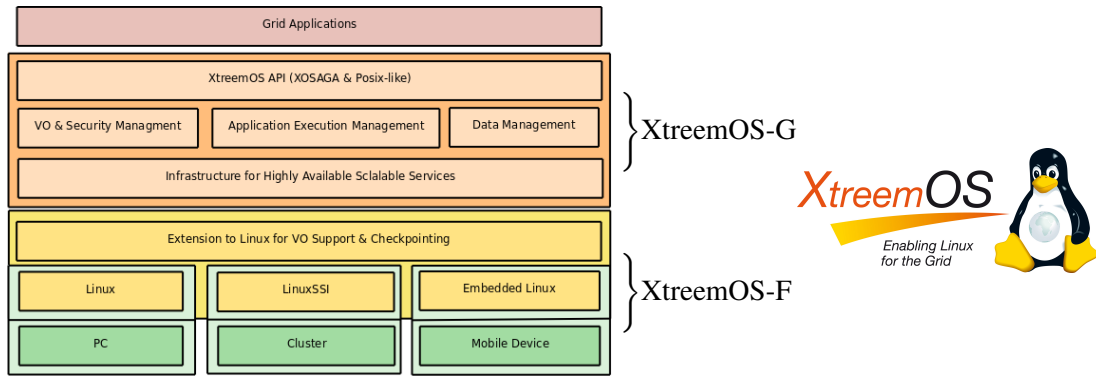 Grid Applications
XtreemOS API (XOSAGA & Posix-like)
VO & Security Managment
Application Execution Management
Data Management
Infrastructure for Highly Available Sclalable Services
XtreemOS-G
Extension to Linux for VO Support & Checkpointing
Linux
LinuxSSI
Embedded Linux
PC
Cluster
Mobile Device
XtreemOS-F
XtreemOS
Enabling Linux
for the Grid